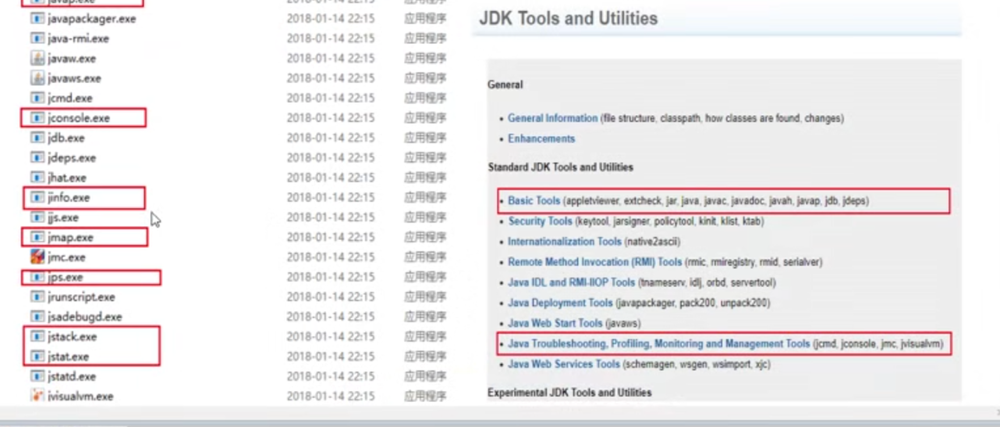 javap.exe 2018-01-14 22:15 应用程序
javapackager.exe 2018-01-14 22:15 应用程序
java-rmi.exe 2018-01-14 22:15 应用程序
javaw.exe 2018-01-14 22:15 应用程序
javaws.exe 2018-01-14 22:15 应用程序
jcmd.exe 2018-01-14 22:15 应用程序
jconsole.exe 2018-01-14 22:15 应用程序
jdb.exe 2018-01-14 22:15 应用程序
jdeps.exe 2018-01-14 22:15 应用程序
jhat.exe 2018-01-14 22:15 应用程序
jinfo.exe 2018-01-14 22:15 应用程序
jjs.exe 2018-01-14 22:15 应用程序
jmap.exe 2018-01-14 22:15 应用程序
jmc.exe 2018-01-14 22:15 应用程序
jps.exe 2018-01-14 22:15 应用程序
jrunscript.exe 2018-01-14 22:15 应用程序
jsadebugd.exe 2018-01-14 22:15 应用程序
jstack.exe 2018-01-14 22:15 应用程序
jstat.exe 2018-01-14 22:15 应用程序
jstatd.exe 2018-01-14 22:15 应用程序
jvisualvm.exe 2018-01-14 22:15 应用程序
JDK Tools and Utilities
General
• General Information (file structure, classpath, how classes are found, changes)
• Enhancements
Standard JDK Tools and Utilities
• Basic Tools (appletviewer, extcheck, jar, java, javac, javadoc, javah, javap, jdb, jdeps)
• Security Tools (keytool, jarsigner, policytool, kinit, klist, ktab)
• Internationalization Tools (native2ascii)
• Remote Method Invocation (RMI) Tools (rmic, rmiregistry, rmid, serialver)
• Java IDL and RMI-IIOP Tools (tnameserv, idlj, orbd, servertool)
• Java Deployment Tools (javapackager, pack200, unpack200)
• Java Web Start Tools (javaws)
• Java Troubleshooting, Profiling, Monitoring and Management Tools (jcmd, jconsole, jmc, jvisualvm)
• Java Web Services Tools (schemagen, wsgen, wsimport, xjc)
Experimental JDK Tools and Utilities